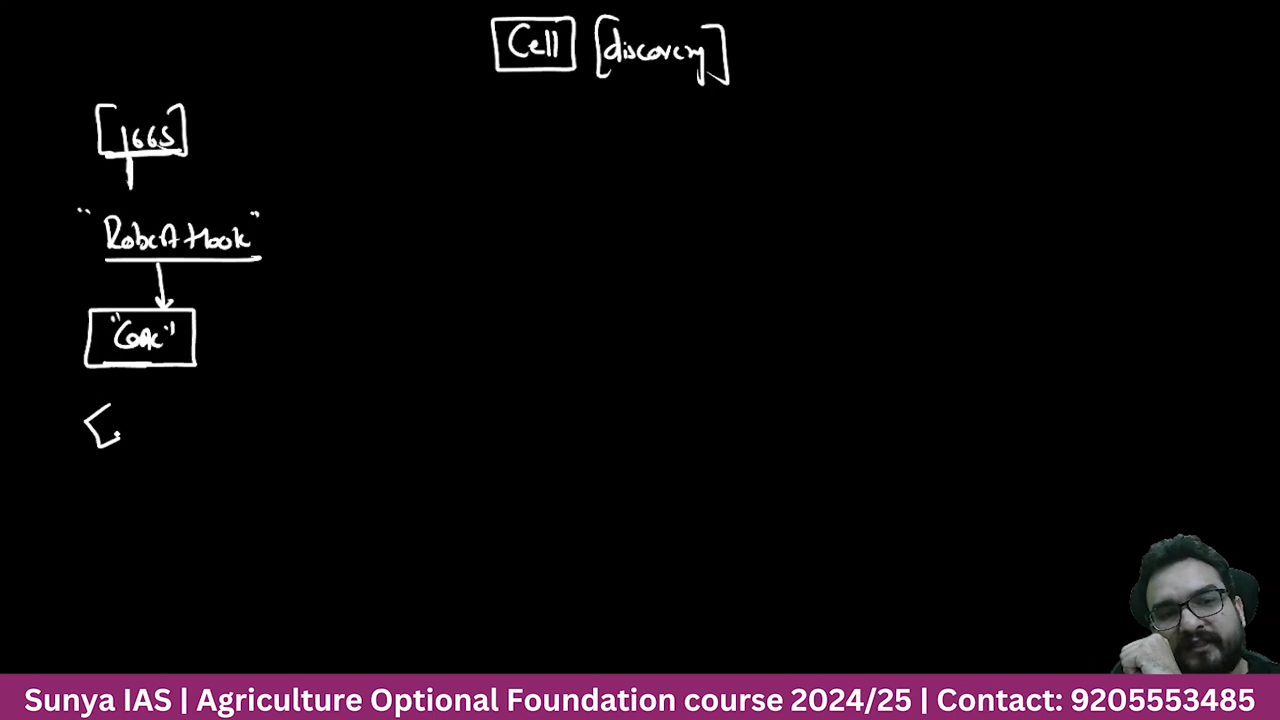 Cell [discovery]
[1665]
"Robert Hook"
"Cork"
Sunya IAS | Agriculture Optional Foundation course 2024/25 | Contact: 9205553485